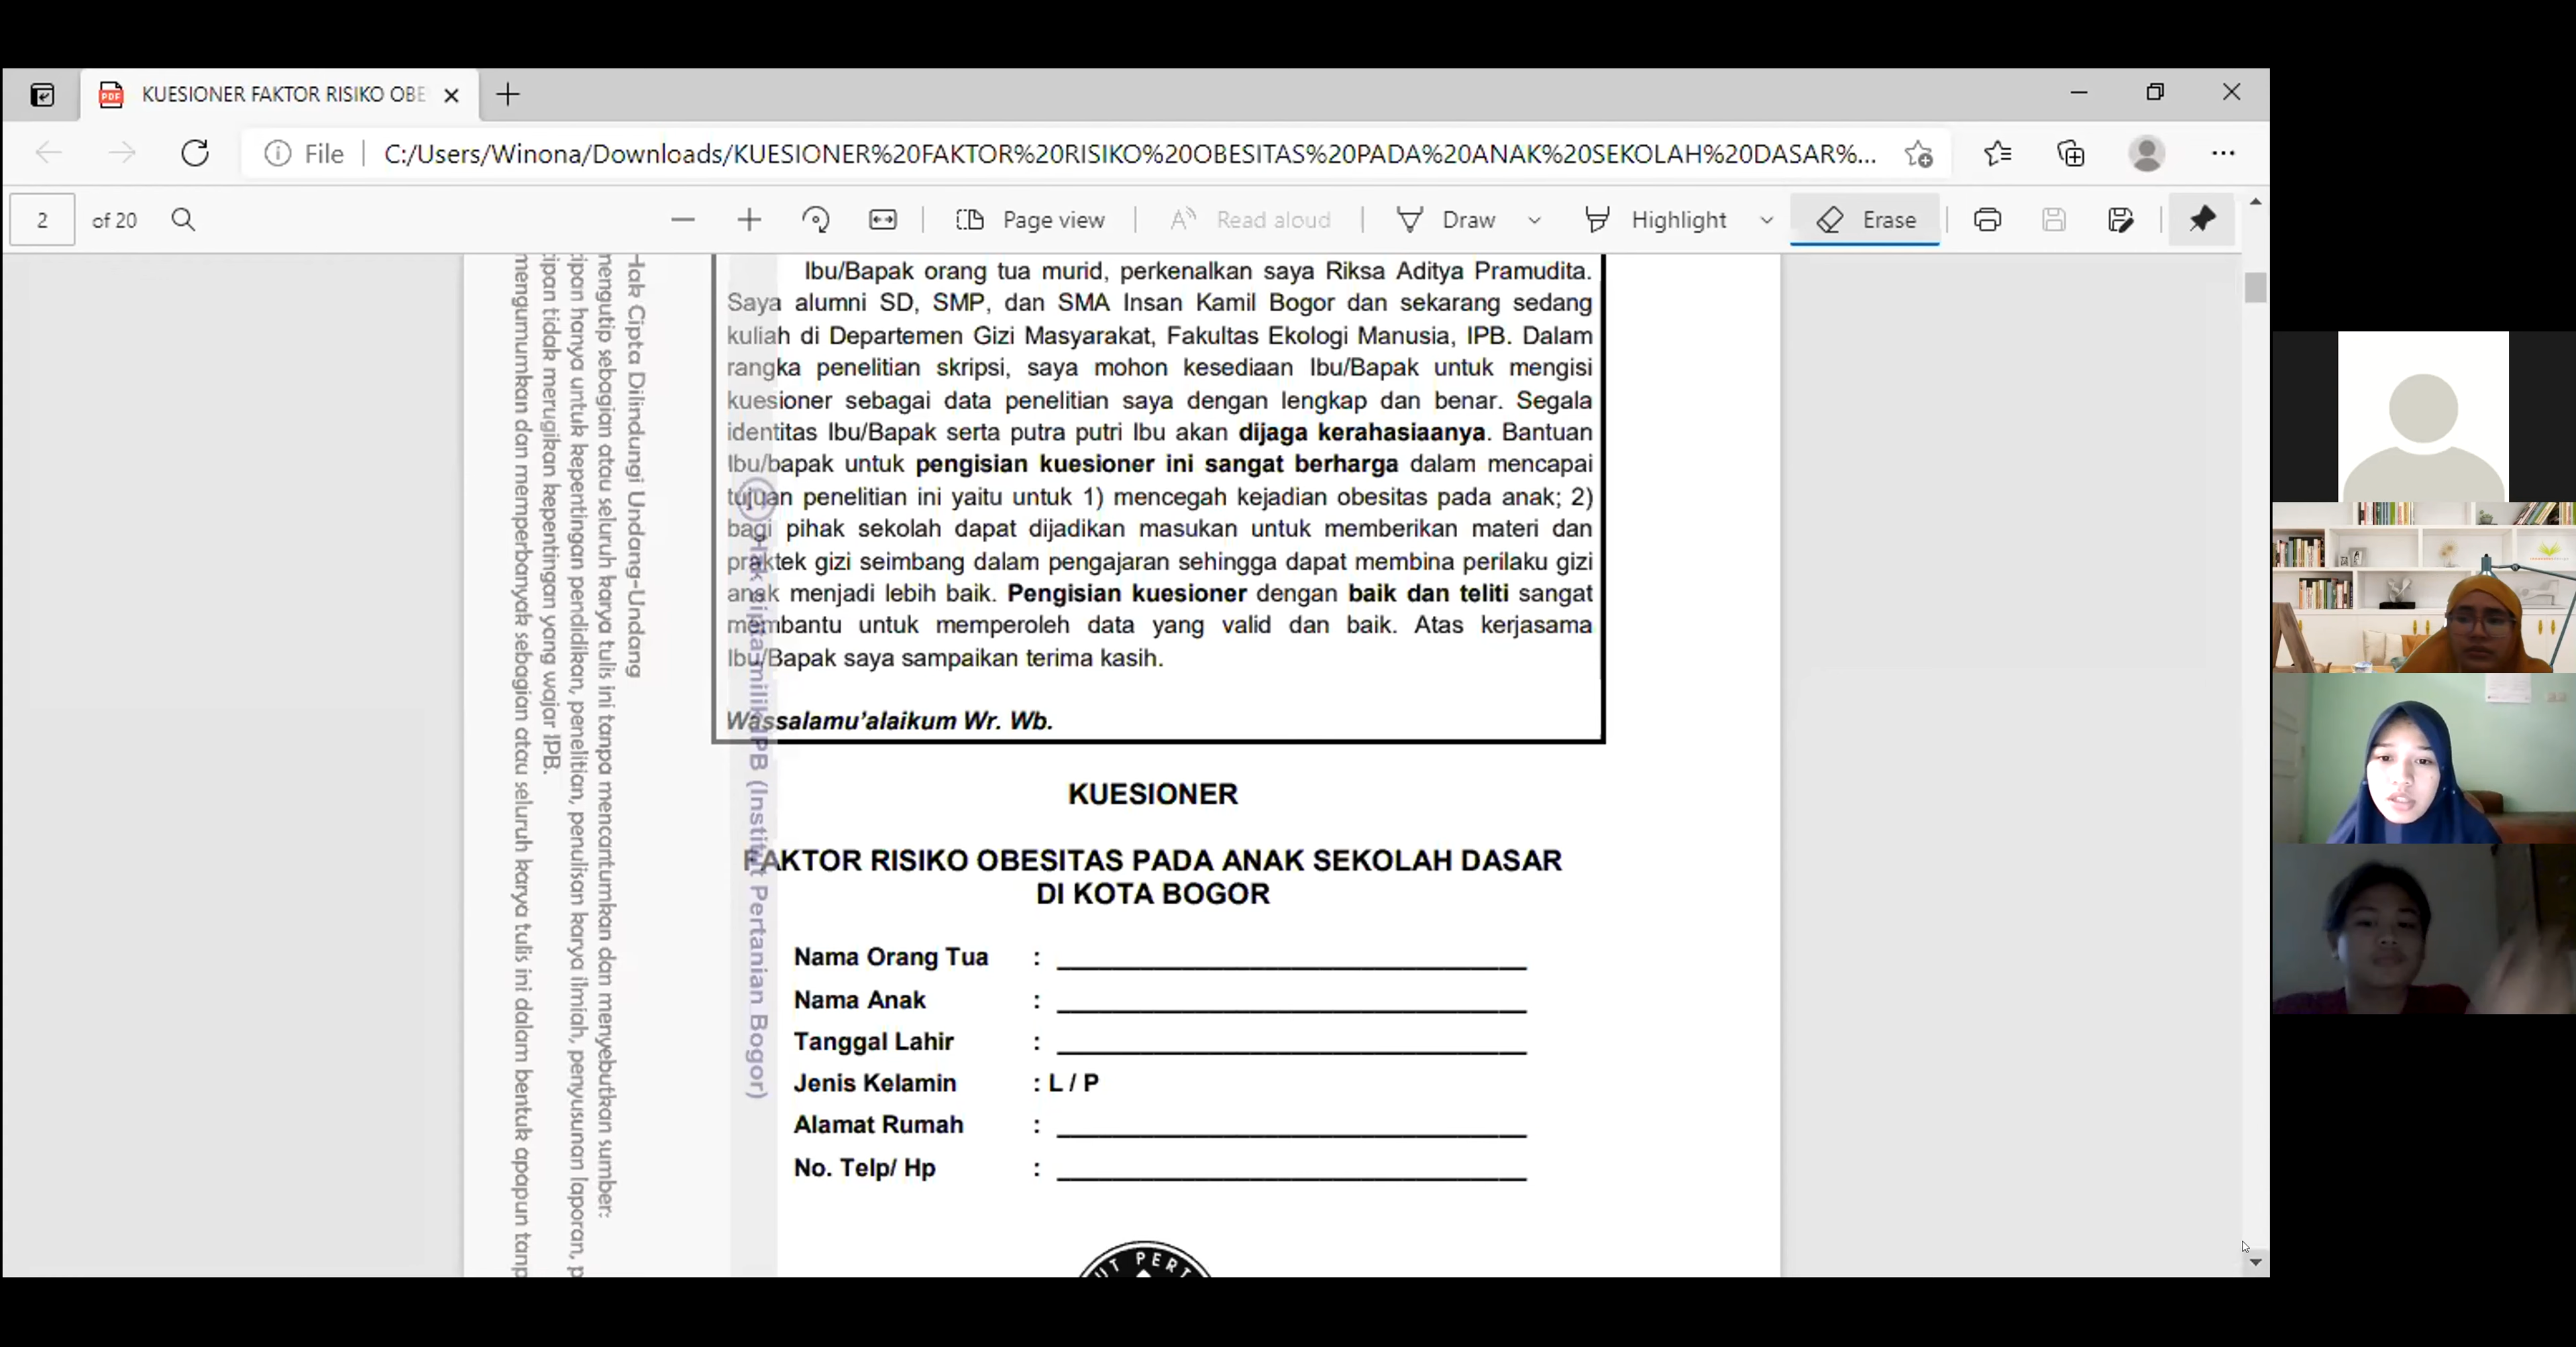 KUESIONER FAKTOR RISIKO OBE
File
C:/Users/Winona/Downloads/KUESIONER%20FAKTOR%20RISIKO%20OBESITAS%20PADA%20ANAK%20SEKOLAH%20DASAR%...
2 of 20
Page view
Read aloud
Draw
Highlight
Erase
Ibu/Bapak orang tua murid, perkenalkan saya Riksa Aditya Pramudita.
Saya alumni SD, SMP, dan SMA Insan Kamil Bogor dan sekarang sedang
kuliah di Departemen Gizi Masyarakat, Fakultas Ekologi Manusia, IPB. Dalam
rangka penelitian skripsi, saya mohon kesediaan Ibu/Bapak untuk mengisi
kuesioner sebagai data penelitian saya dengan lengkap dan benar. Segala
identitas Ibu/Bapak serta putra putri Ibu akan dijaga kerahasiaanya. Bantuan
Ibu/bapak untuk pengisian kuesioner ini sangat berharga dalam mencapai
tujuan penelitian ini yaitu untuk 1) mencegah kejadian obesitas pada anak; 2)
bagi pihak sekolah dapat dijadikan masukan untuk memberikan materi dan
praktek gizi seimbang dalam pengajaran sehingga dapat membina perilaku gizi
anak menjadi lebih baik. Pengisian kuesioner dengan baik dan teliti sangat
membantu untuk memperoleh data yang valid dan baik. Atas kerjasama
Ibu/Bapak saya sampaikan terima kasih.
Wassalamu’alaikum Wr. Wb.
KUESIONER
FAKTOR RISIKO OBESITAS PADA ANAK SEKOLAH DASAR
DI KOTA BOGOR
Nama Orang Tua :
Nama Anak :
Tanggal Lahir :
Jenis Kelamin : L / P
Alamat Rumah :
No. Telp/ Hp :
© Hak cipta milik IPB (Institut Pertanian Bogor)
Hak Cipta Dilindungi Undang-Undang
mengutip sebagian atau seluruh karya tulis ini tanpa mencantumkan dan menyebutkan sumber:
ipan hanya untuk kepentingan pendidikan, penelitian, penulisan karya ilmiah, penyusunan laporan, p
ipan tidak merugikan kepentingan yang wajar IPB.
mengumumkan dan memperbanyak sebagian atau seluruh karya tulis ini dalam bentuk apapun tanp
UT PERT